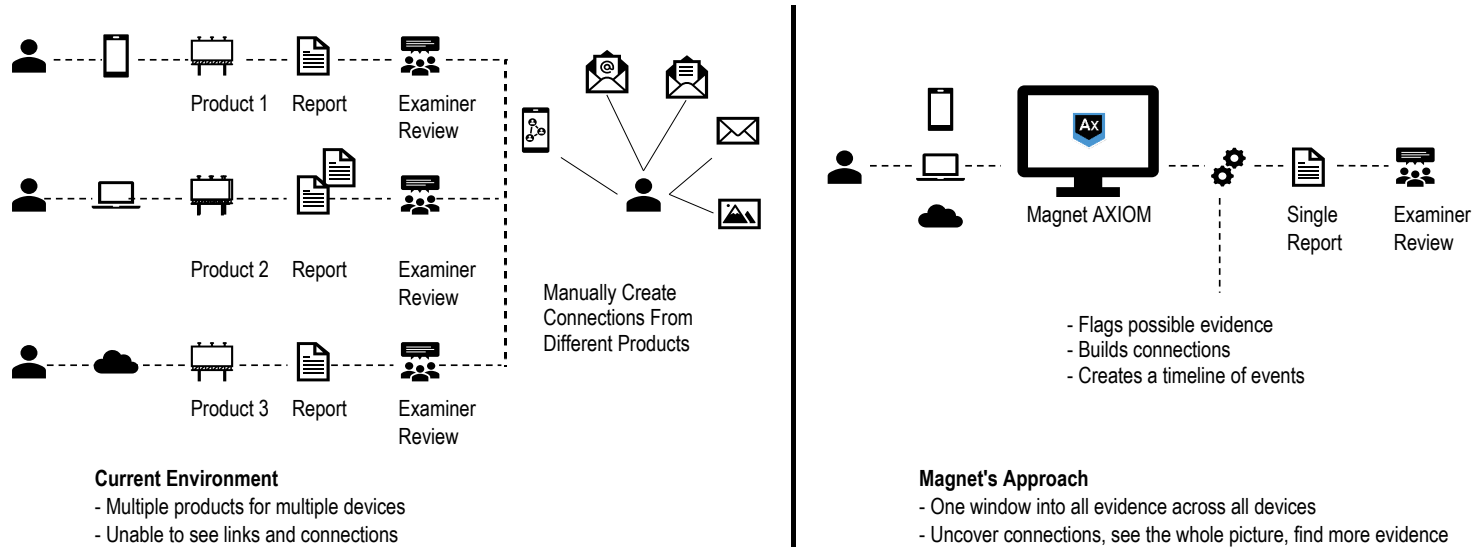 Product 1
Report
Examiner
Review
Product 2
Report
Examiner
Review
Product 3
Report
Examiner
Review
@
Manually Create
Connections From
Different Products
Current Environment
- Multiple products for multiple devices
- Unable to see links and connections
Ax
Magnet AXIOM
Single
Report
Examiner
Review
- Flags possible evidence
- Builds connections
- Creates a timeline of events
Magnet's Approach
- One window into all evidence across all devices
- Uncover connections, see the whole picture, find more evidence